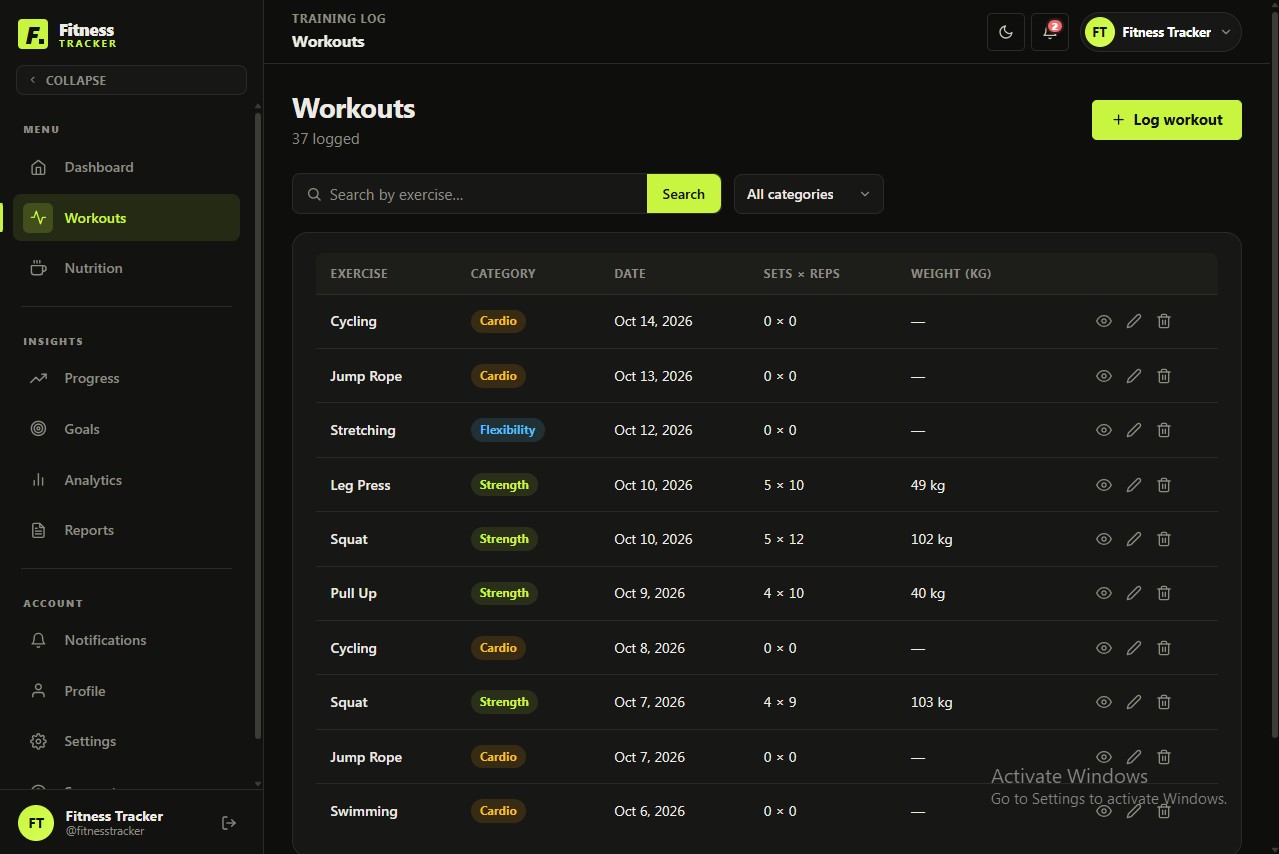 F.
Fitness
TRACKER
COLLAPSE
MENU
Dashboard
Workouts
Nutrition
INSIGHTS
Progress
Goals
Analytics
Reports
ACCOUNT
Notifications
Profile
Settings
FT
Fitness Tracker
@fitnesstracker
TRAINING LOG
Workouts
2
FT
Fitness Tracker
Workouts
37 logged
+ Log workout
Search by exercise...
Search
All categories
EXERCISE CATEGORY DATE SETS × REPS WEIGHT (KG)
Cycling Cardio Oct 14, 2026 0 × 0 —
Jump Rope Cardio Oct 13, 2026 0 × 0 —
Stretching Flexibility Oct 12, 2026 0 × 0 —
Leg Press Strength Oct 10, 2026 5 × 10 49 kg
Squat Strength Oct 10, 2026 5 × 12 102 kg
Pull Up Strength Oct 9, 2026 4 × 10 40 kg
Cycling Cardio Oct 8, 2026 0 × 0 —
Squat Strength Oct 7, 2026 4 × 9 103 kg
Jump Rope Cardio Oct 7, 2026 0 × 0 —
Swimming Cardio Oct 6, 2026 0 × 0 —
Activate Windows
Go to Settings to activate Windows.